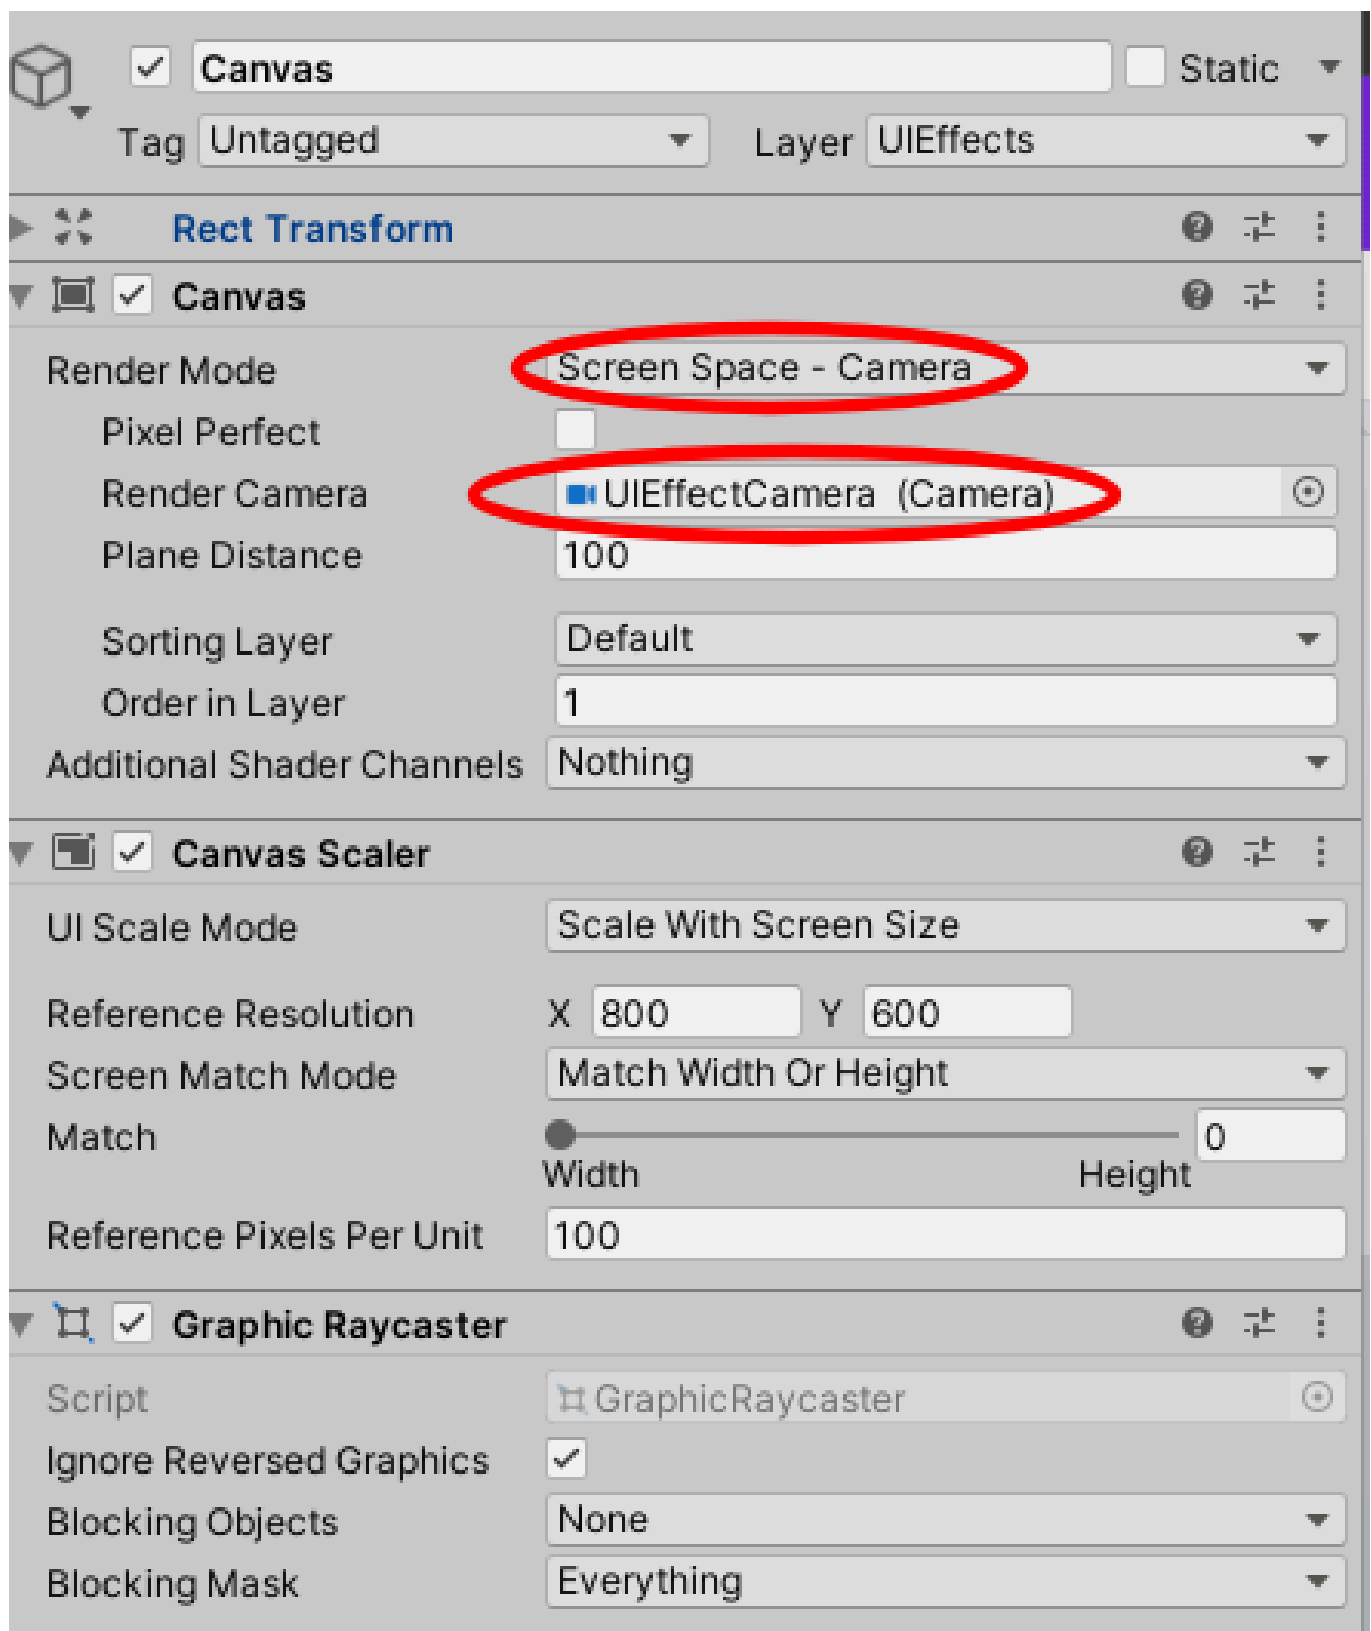 Canvas Static
Tag Untagged Layer UIEffects
Rect Transform
Canvas
Render Mode Screen Space - Camera
Pixel Perfect
Render Camera UIEffectCamera (Camera)
Plane Distance 100
Sorting Layer Default
Order in Layer 1
Additional Shader Channels Nothing
Canvas Scaler
UI Scale Mode Scale With Screen Size
Reference Resolution X 800 Y 600
Screen Match Mode Match Width Or Height
Match 0
Width Height
Reference Pixels Per Unit 100
Graphic Raycaster
Script GraphicRaycaster
Ignore Reversed Graphics
Blocking Objects None
Blocking Mask Everything